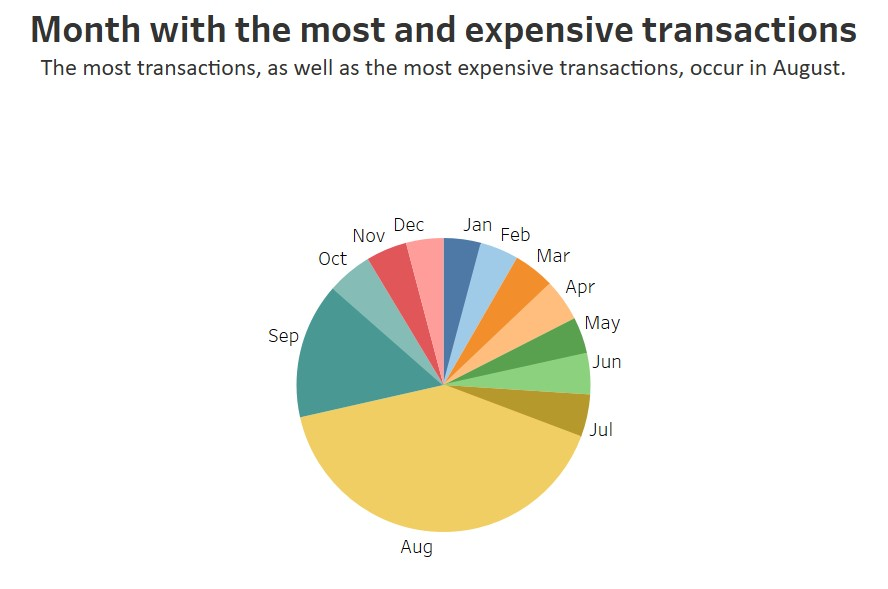 Month with the most and expensive transactions
The most transactions, as well as the most expensive transactions, occur in August.
Jan
Feb
Mar
Apr
May
Jun
Jul
Aug
Sep
Oct
Nov
Dec